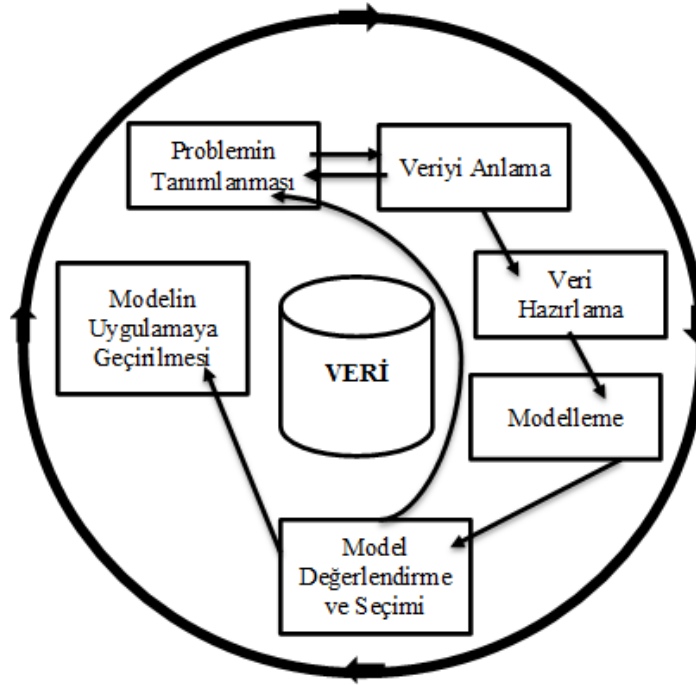 Problemin
Tanımlanması
Veriyi Anlama
Veri
Hazırlama
Modelleme
Model
Değerlendirme
ve Seçimi
Modelin
Uygulamaya
Geçirilmesi
VERİ